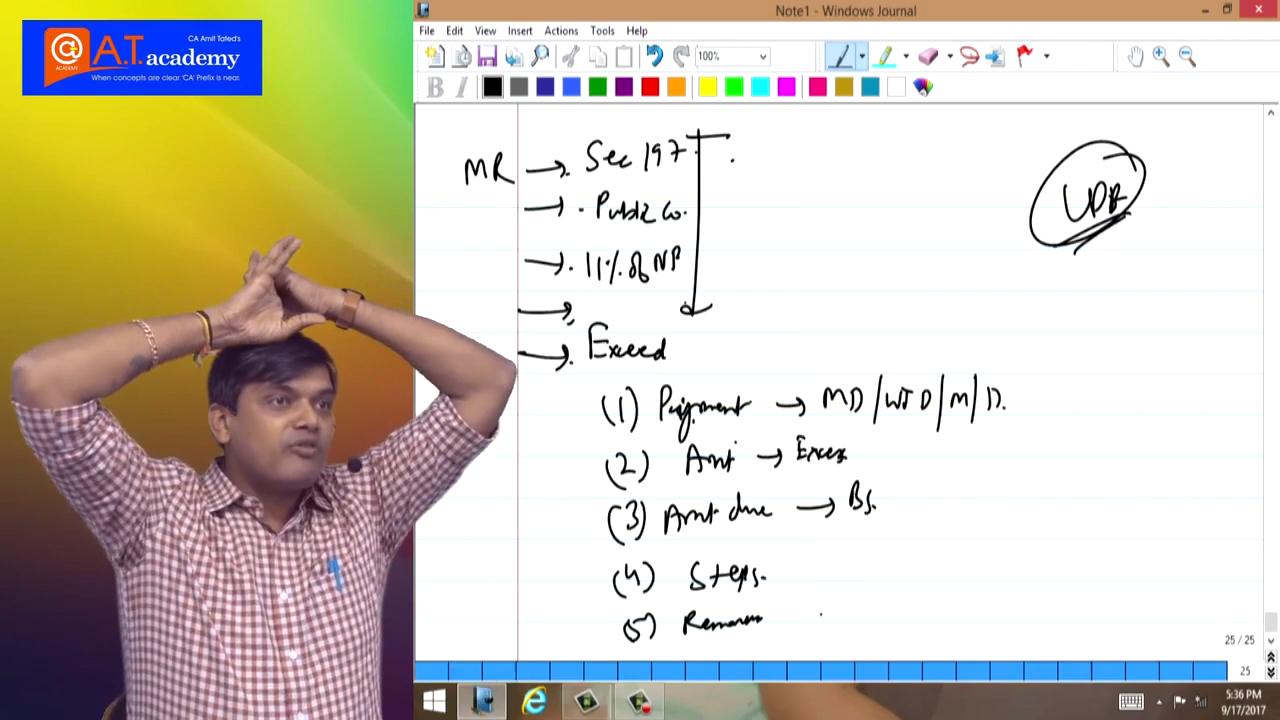 CA Amit Tated's
@ A.T. academy
ACADEMY
When concepts are clear 'CA' Prefix is near.
Note1 - Windows Journal
File Edit View Insert Actions Tools Help
100%
B I
MR → Sec 197
→ Public Co.
→ 11% of NP
→
→ Exceed
(1) Payment → MD/WTD/M/D.
(2) Amt → Excess
(3) Amt due → BS.
(4) Steps.
(5)
25 / 25
25
5:36 PM
9/17/2017